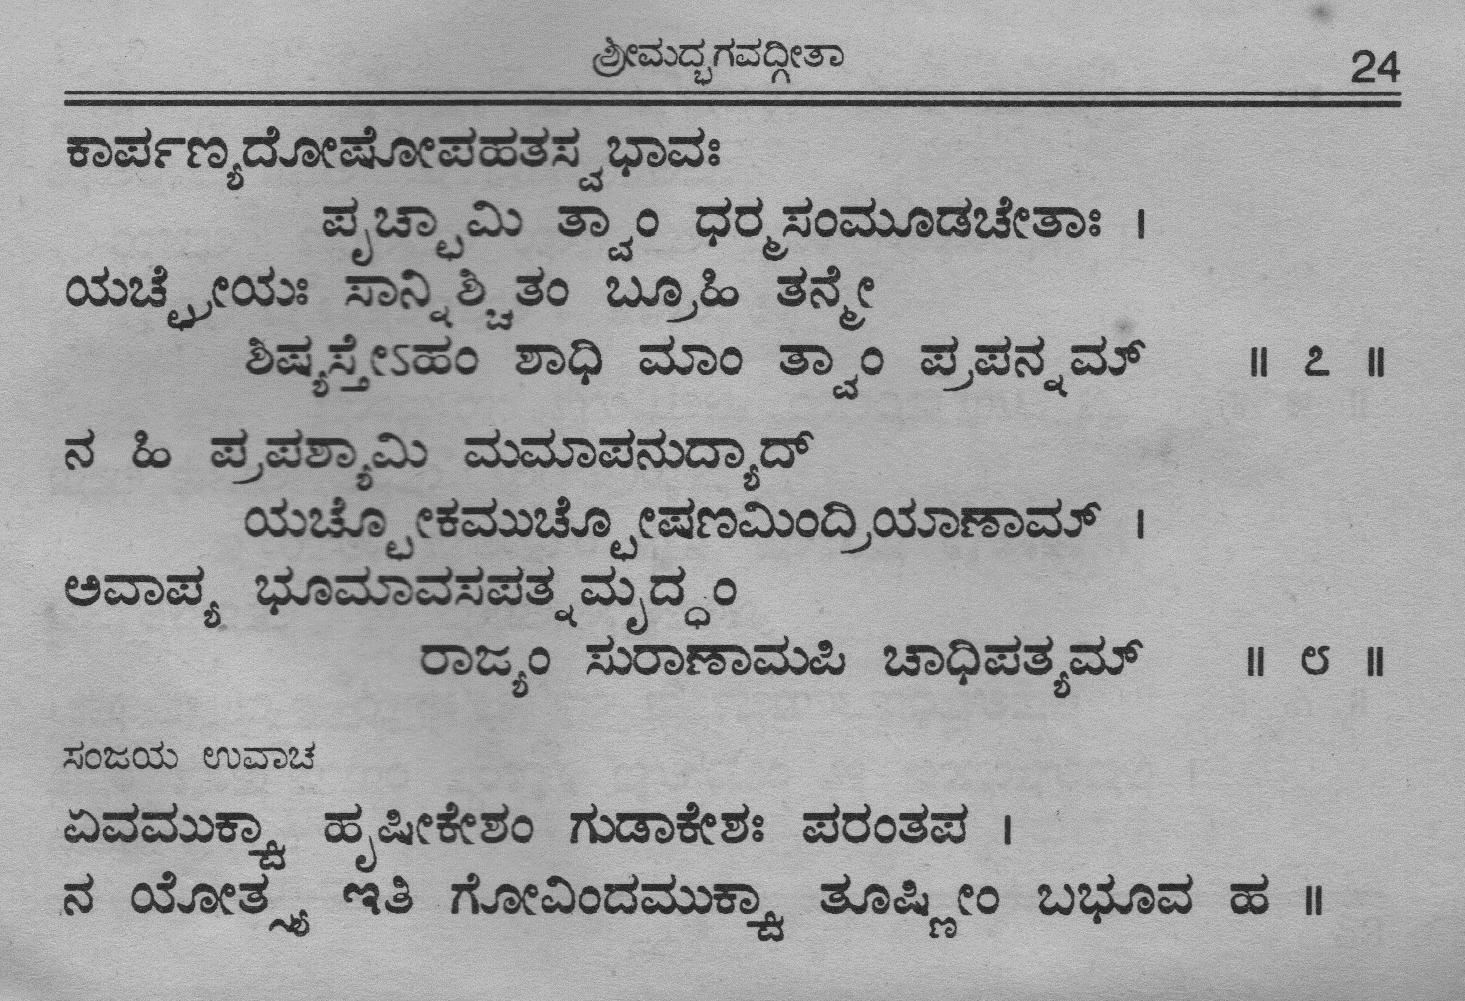 ಶ್ರೀಮದ್ಭಗವದ್ಗೀತಾ 24
ಕಾರ್ಪಣ್ಯದೋಷೋಪಹತಸ್ವಭಾವಃ
ಪೃಚ್ಛಾಮಿ ತ್ವಾಂ ಧರ್ಮಸಂಮೂಡಚೇತಾಃ ।
ಯಚ್ಛ್ರೇಯಃ ಸಾನ್ನಿಶ್ಚಿತಂ ಬ್ರೂಹಿ ತನ್ಮೇ
ಶಿಷ್ಯಸ್ತೇಽಹಂ ಶಾಧಿ ಮಾಂ ತ್ವಾಂ ಪ್ರಪನ್ನಮ್ ॥ ೭ ॥
ನ ಹಿ ಪ್ರಪಶ್ಯಾಮಿ ಮಮಾಪನುದ್ಯಾದ್
ಯಚ್ಛೋಕಮುಚ್ಛೋಷಣಮಿಂದ್ರಿಯಾಣಾಮ್ ।
ಅವಾಪ್ಯ ಭೂಮಾವಸಪತ್ನಮೃದ್ಧಂ
ರಾಜ್ಯಂ ಸುರಾಣಾಮಪಿ ಚಾಧಿಪತ್ಯಮ್ ॥ ೮ ॥
ಸಂಜಯ ಉವಾಚ
ಏವಮುಕ್ತ್ವಾ ಹೃಷೀಕೇಶಂ ಗುಡಾಕೇಶಃ ಪರಂತಪ ।
ನ ಯೋತ್ಸ್ಯ ಇತಿ ಗೋವಿಂದಮುಕ್ತ್ವಾ ತೂಷ್ಣೀಂ ಬಭೂವ ಹ ॥